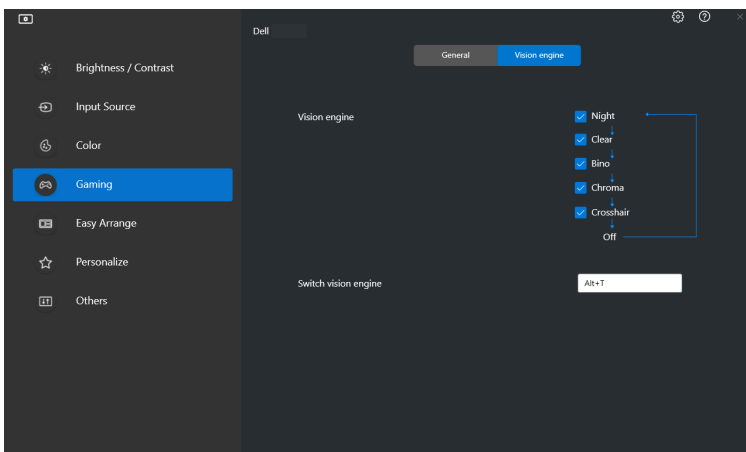 Dell
General
Vision engine
Brightness / Contrast
Input Source
Color
Gaming
Easy Arrange
Personalize
Others
Vision engine
Night
Clear
Bino
Chroma
Crosshair
Off
Switch vision engine
Alt+T